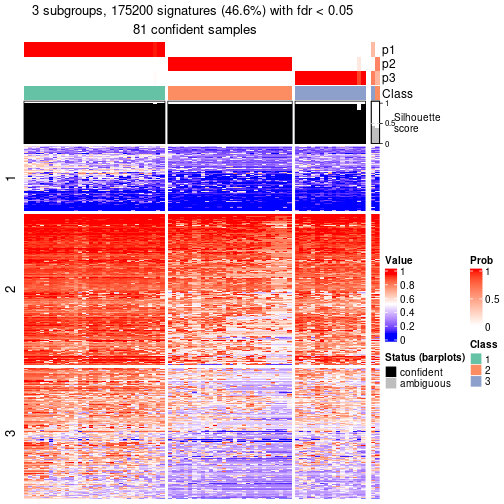 3 subgroups, 175200 signatures (46.6%) with fdr < 0.05
81 confident samples
p1
p2
p3
Class
1
0.5
0
Silhouette
score
1
2
3
Value
1
0.8
0.6
0.4
0.2
0
Prob
1
0.5
0
Status (barplots)
confident
ambiguous
Class
1
2
3